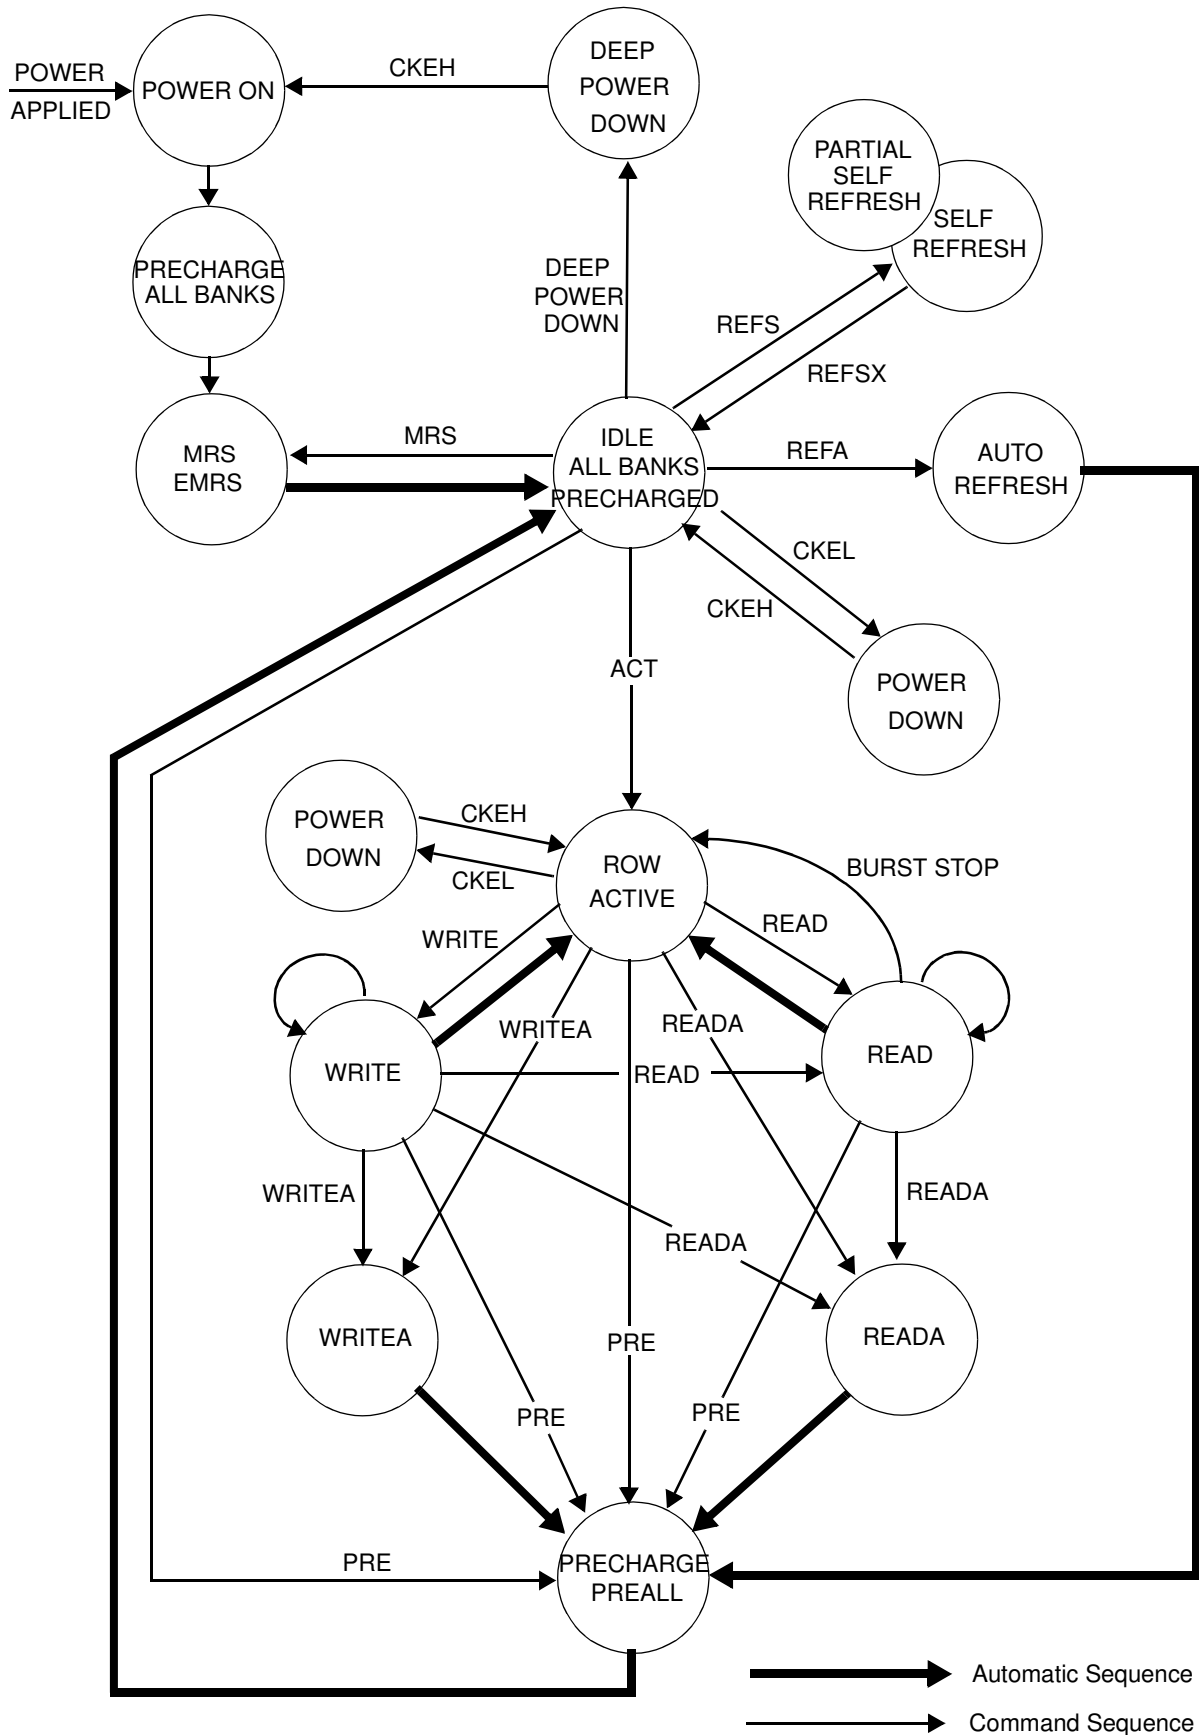 POWER
APPLIED
POWER ON
CKEH
DEEP
POWER
DOWN
PARTIAL
SELF
REFRESH
SELF
REFRESH
PRECHARGE
ALL BANKS
DEEP
POWER
DOWN
REFS
REFSX
MRS
EMRS
MRS
IDLE
ALL BANKS
PRECHARGED
REFA
AUTO
REFRESH
CKEL
CKEH
ACT
POWER
DOWN
POWER
DOWN
CKEH
CKEL
ROW
ACTIVE
BURST STOP
WRITE
READ
WRITEA
READA
WRITE
READ
READ
WRITEA
READA
READA
WRITEA
PRE
READA
PRE
PRE
PRE
PRECHARGE
PREALL
Automatic Sequence
Command Sequence